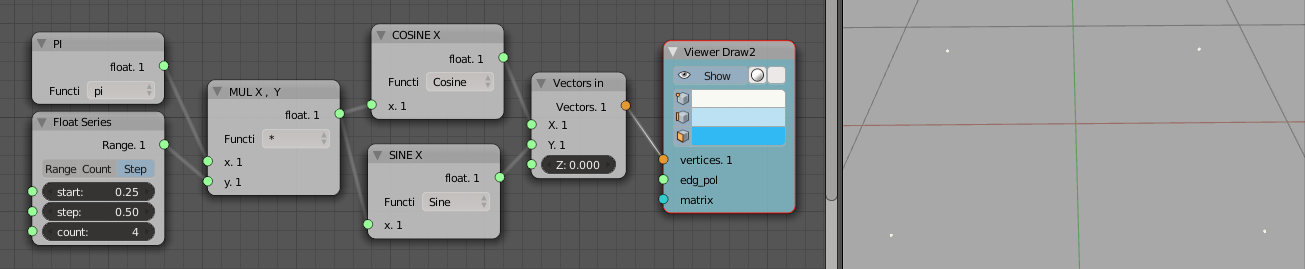 PI
float. 1
Functi pi
Float Series
Range. 1
Range Count Step
start: 0.25
step: 0.50
count: 4
MUL X , Y
float. 1
Functi *
x. 1
y. 1
COSINE X
float. 1
Functi Cosine
x. 1
SINE X
float. 1
Functi Sine
x. 1
Vectors in
Vectors. 1
X. 1
Y. 1
Z: 0.000
Viewer Draw2
Show
vertices. 1
edg_pol
matrix